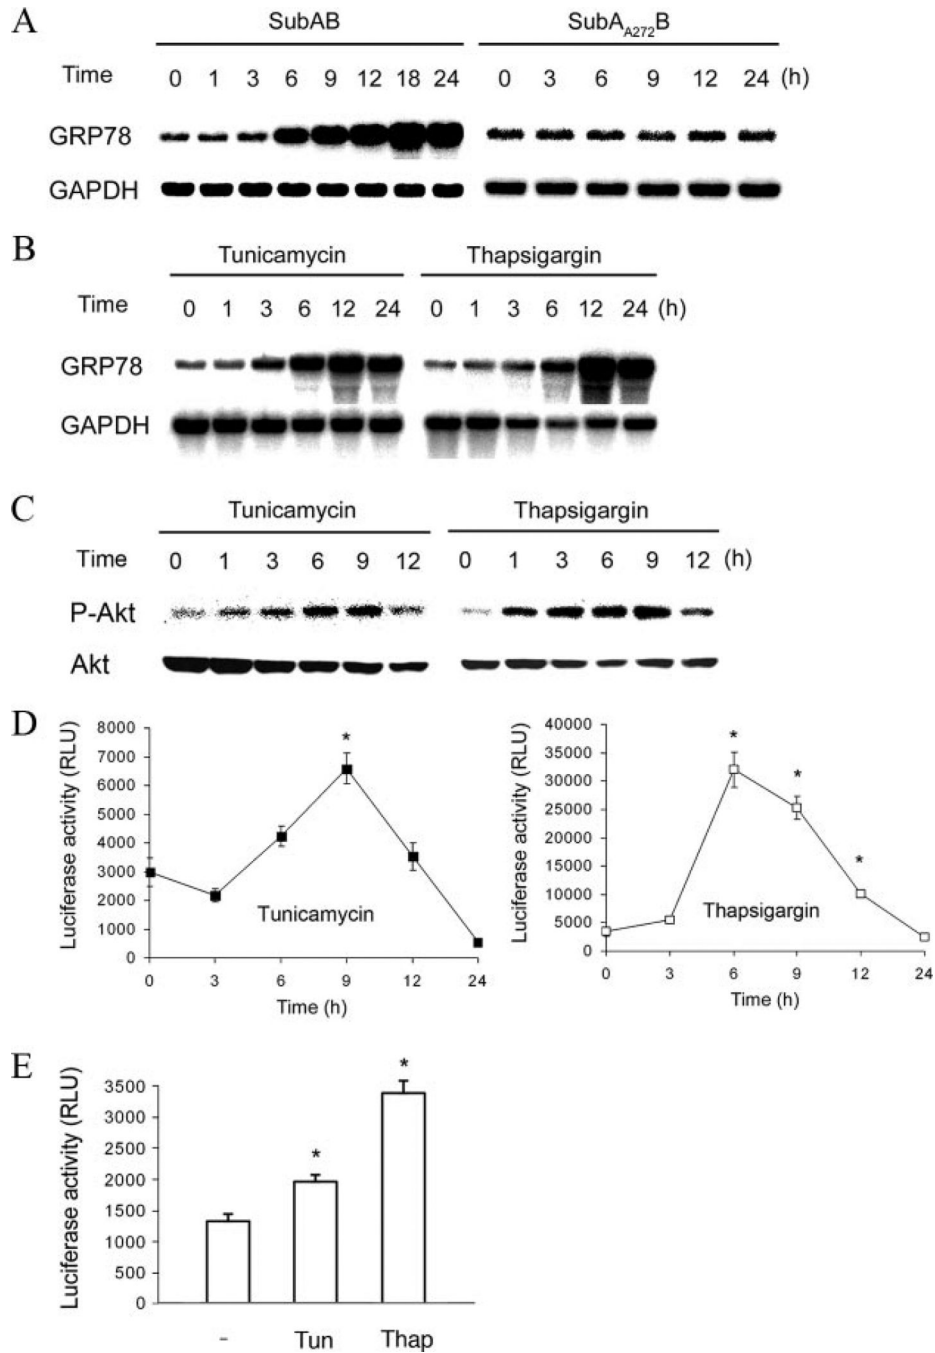 A
SubAB SubA_A272B
Time 0 1 3 6 9 12 18 24 0 3 6 9 12 24 (h)
GRP78
GAPDH
B
Tunicamycin Thapsigargin
Time 0 1 3 6 12 24 0 1 3 6 12 24 (h)
GRP78
GAPDH
C
Tunicamycin Thapsigargin
Time 0 1 3 6 9 12 0 1 3 6 9 12 (h)
P-Akt
Akt
D
Luciferase activity (RLU)
8000
7000
6000
5000
4000
3000
2000
1000
0
*
Tunicamycin
0 3 6 9 12 24
Time (h)
Luciferase activity (RLU)
40000
35000
30000
25000
20000
15000
10000
5000
0
*
*
*
Thapsigargin
0 3 6 9 12 24
Time (h)
E
Luciferase activity (RLU)
3500
3000
2500
2000
1500
1000
500
0
*
*
- Tun Thap